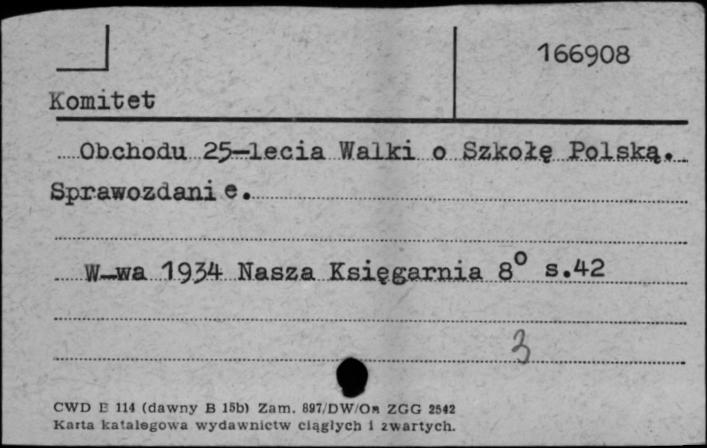 166908
Komitet
Obchodu 25-lecia Walki o Szkołę Polską.
Sprawozdanie.
W-wa 1934 Nasza Księgarnia 8° s.42
3
CWD E 114 (dawny B 15b) Zam. 897/DW/Om ZGG 2542
Karta katalogowa wydawnictw ciągłych i zwartych.